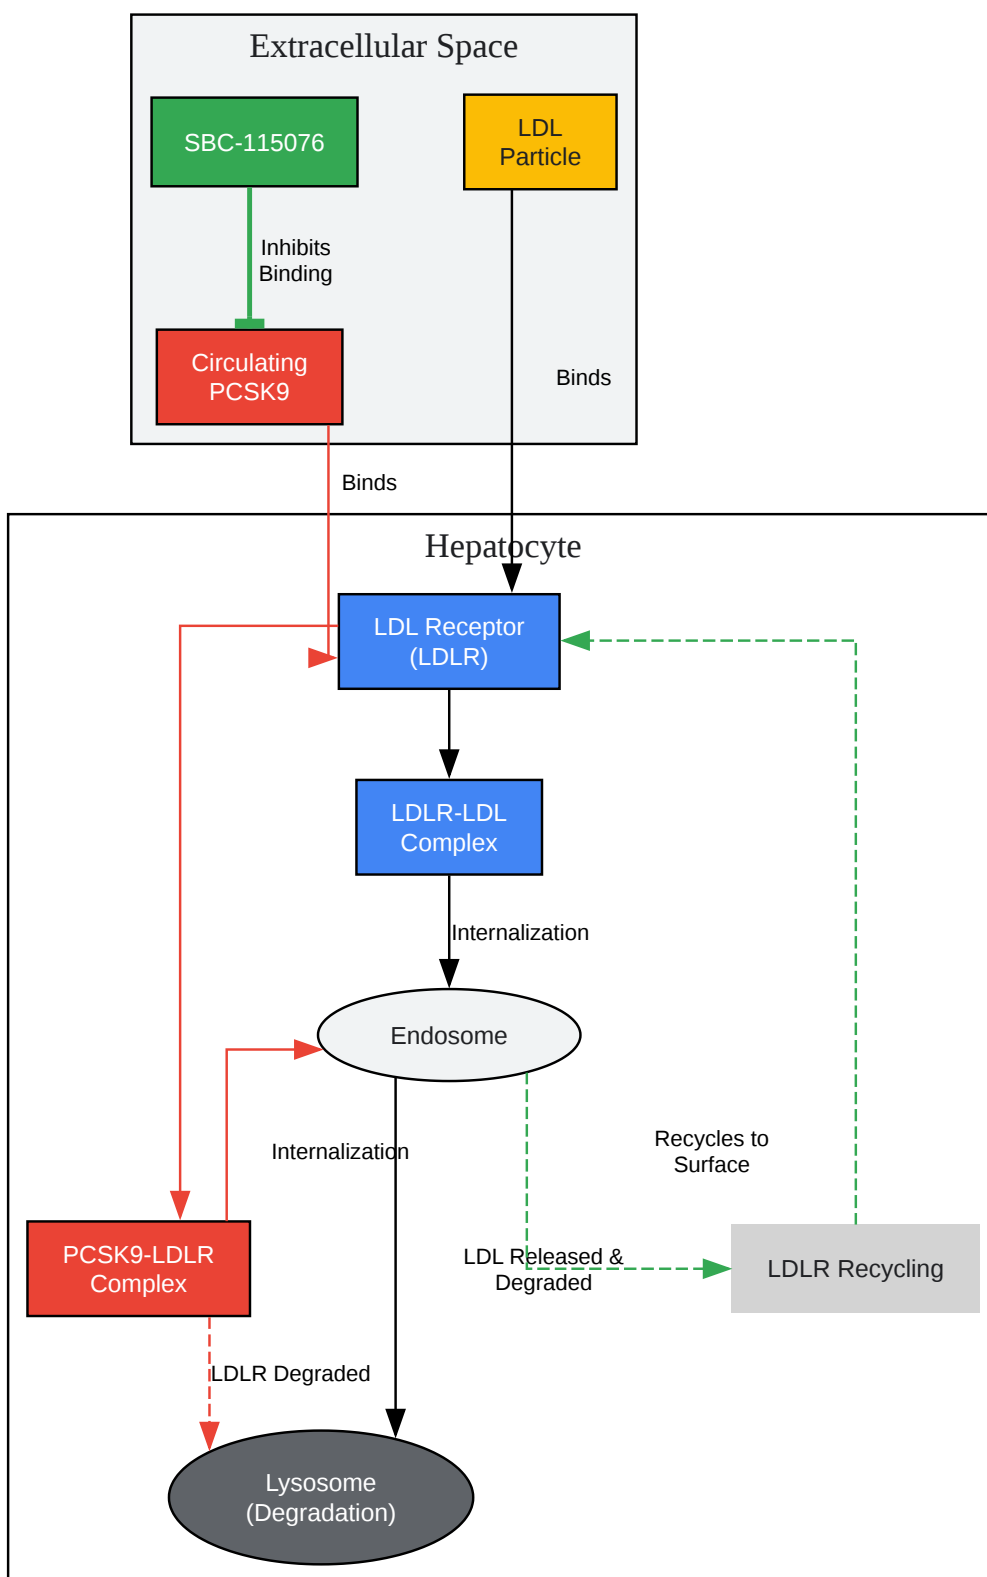 Extracellular Space
SBC-115076
LDL
Particle
Inhibits
Binding
Circulating
PCSK9
Binds
Binds
Hepatocyte
LDL Receptor
(LDLR)
LDLR-LDL
Complex
Internalization
Endosome
Internalization
Recycles to
Surface
PCSK9-LDLR
Complex
LDL Released &
Degraded
LDLR Recycling
LDLR Degraded
Lysosome
(Degradation)